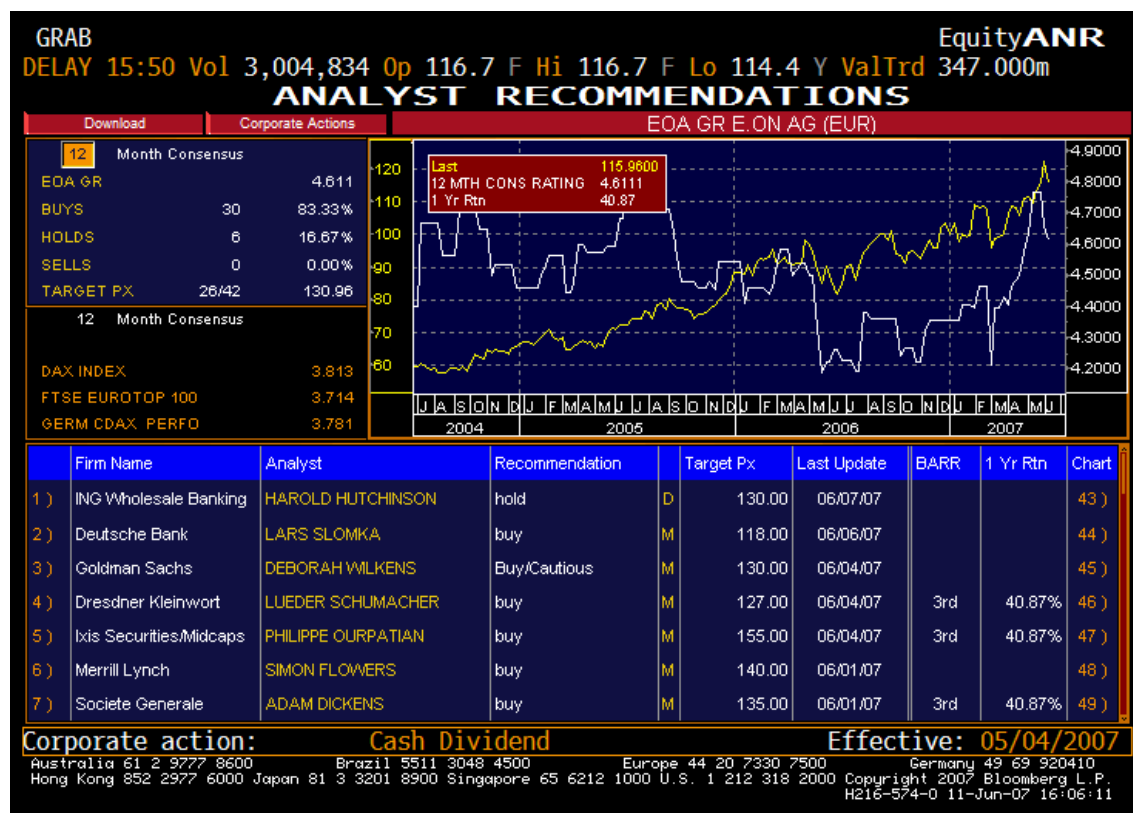 GRAB EquityANR
DELAY 15:50 Vol 3,004,834 Op 116.7 F Hi 116.7 F Lo 114.4 Y ValTrd 347.000m
ANALYST RECOMMENDATIONS
Download Corporate Actions EOA GR E.ON AG (EUR)
12 Month Consensus
EOA GR 4.611
BUYS 30 83.33%
HOLDS 6 16.67%
SELLS 0 0.00%
TARGET PX 26/42 130.96
12 Month Consensus
DAX INDEX 3.813
FTSE EUROTOP 100 3.714
GERM CDAX PERFO 3.781
Last 115.9600
12 MTH CONS RATING 4.6111
1 Yr Rtn 40.87
120
110
100
90
80
70
60
4.9000
4.8000
4.7000
4.6000
4.5000
4.4000
4.3000
4.2000
J A S O N D J F M A M J J A S O N D J F M A M J J A S O N D J F M A M J
2004 2005 2006 2007
Firm Name Analyst Recommendation Target Px Last Update BARR 1 Yr Rtn Chart
1) ING Wholesale Banking HAROLD HUTCHINSON hold D 130.00 06/07/07 43)
2) Deutsche Bank LARS SLOMKA buy M 118.00 06/06/07 44)
3) Goldman Sachs DEBORAH WILKENS Buy/Cautious M 130.00 06/04/07 45)
4) Dresdner Kleinwort LUEDER SCHUMACHER buy M 127.00 06/04/07 3rd 40.87% 46)
5) Ixis Securities/Midcaps PHILIPPE OURPATIAN buy M 155.00 06/04/07 3rd 40.87% 47)
6) Merrill Lynch SIMON FLOWERS buy M 140.00 06/01/07 48)
7) Societe Generale ADAM DICKENS buy M 135.00 06/01/07 3rd 40.87% 49)
Corporate action: Cash Dividend Effective: 05/04/2007
Australia 61 2 9777 8600 Brazil 5511 3048 4500 Europe 44 20 7330 7500 Germany 49 69 920410
Hong Kong 852 2977 6000 Japan 81 3 3201 8900 Singapore 65 6212 1000 U.S. 1 212 318 2000 Copyright 2007 Bloomberg L.P.
H216-574-0 11-Jun-07 16:06:11